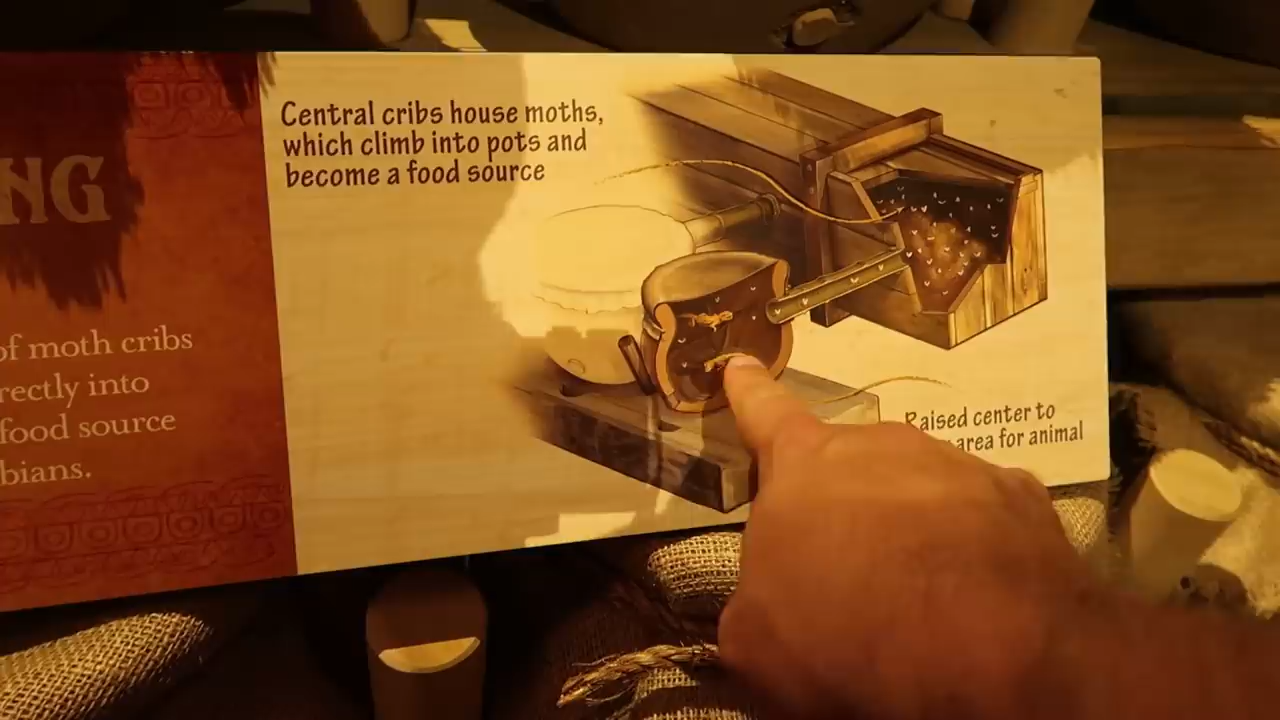 NG
of moth cribs
rectly into
food source
bians.
Central cribs house moths,
which climb into pots and
become a food source
Raised center to
area for animal